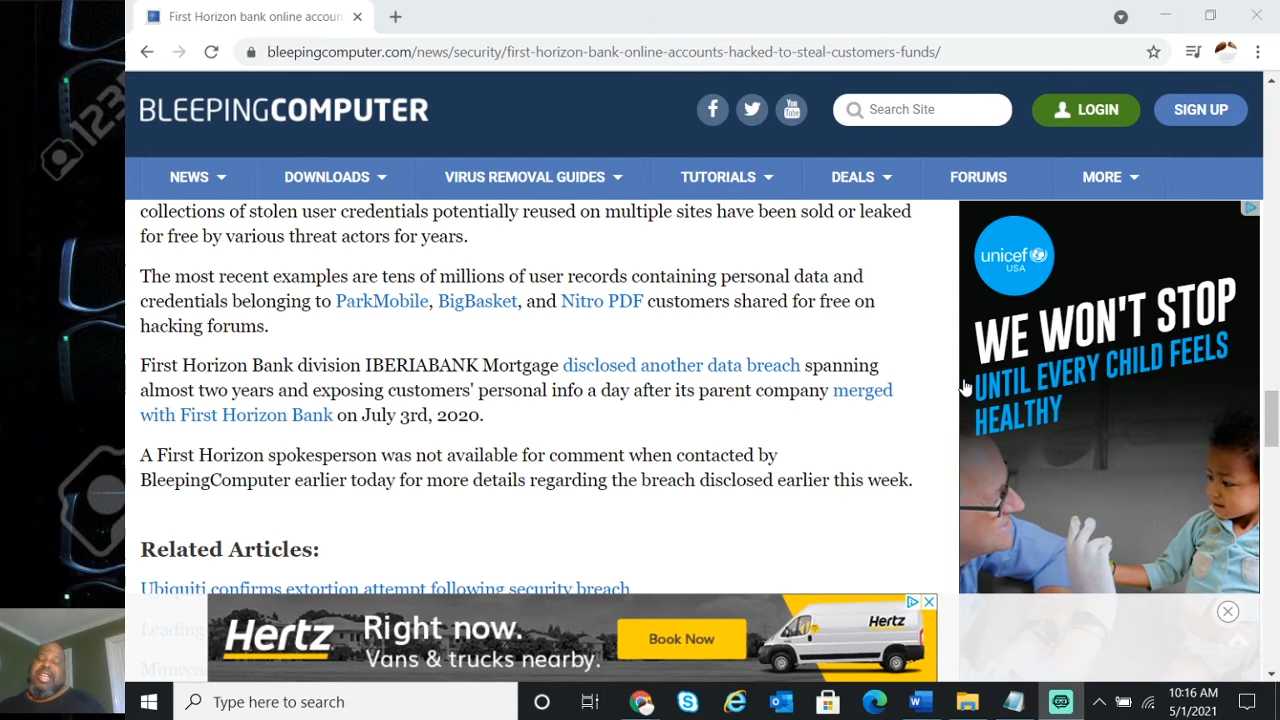 First Horizon bank online accoun
bleepingcomputer.com/news/security/first-horizon-bank-online-accounts-hacked-to-steal-customers-funds/
BLEEPINGCOMPUTER
You Tube
Search Site
LOGIN
SIGN UP
NEWS
DOWNLOADS
VIRUS REMOVAL GUIDES
TUTORIALS
DEALS
FORUMS
MORE
collections of stolen user credentials potentially reused on multiple sites have been sold or leaked
for free by various threat actors for years.
The most recent examples are tens of millions of user records containing personal data and
credentials belonging to ParkMobile, BigBasket, and Nitro PDF customers shared for free on
hacking forums.
First Horizon Bank division IBERIABANK Mortgage disclosed another data breach spanning
almost two years and exposing customers' personal info a day after its parent company merged
with First Horizon Bank on July 3rd, 2020.
A First Horizon spokesperson was not available for comment when contacted by
BleepingComputer earlier today for more details regarding the breach disclosed earlier this week.
Related Articles:
Ubiquiti confirms extortion attempt following security breach
Leading
Mimeca
unicef
USA
WE WON'T STOP
UNTIL EVERY CHILD FEELS
HEALTHY
Hertz
Right now.
Vans & trucks nearby.
Book Now
Hertz
Type here to search
10:16 AM
5/1/2021
123